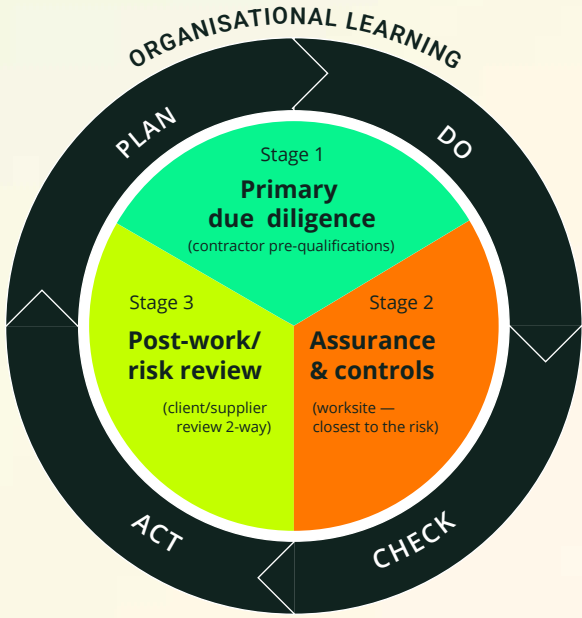 ORGANISATIONAL LEARNING
PLAN
DO
Stage 1
Primary
due diligence
(contractor pre-qualifications)
Stage 3
Post-work/
risk review
(client/supplier
review 2-way)
Stage 2
Assurance
& controls
(worksite —
closest to the risk)
ACT
CHECK